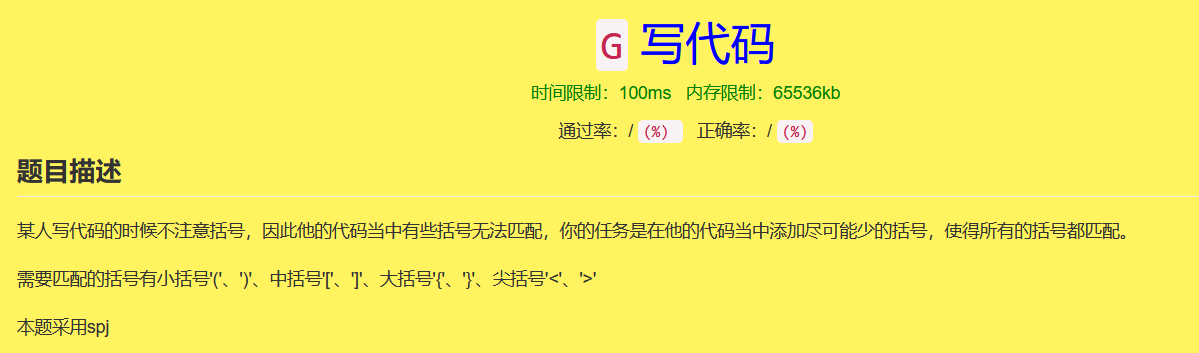 G 写代码
时间限制：100ms 内存限制：65536kb
通过率：/ (%) 正确率：/ (%)
题目描述
某人写代码的时候不注意括号，因此他的代码当中有些括号无法匹配，你的任务是在他的代码当中添加尽可能少的括号，使得所有的括号都匹配。
需要匹配的括号有小括号'('、')'、中括号'['、']'、大括号'{'、'}'、尖括号'<'、'>'
本题采用spj